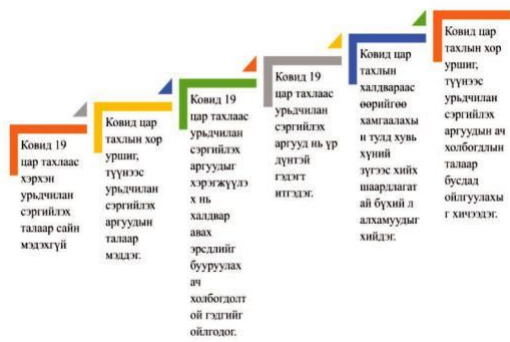 Ковид 19
цар тахлаас
хэрхэн
урьдчилан
сэргийлэх
талаар сайн
мэдэхгүй
Ковид цар
тахлын хор
уршиг,
түүнээс
урьдчилан
сэргийлэх
аргуудын
талаар
мэддэг.
Ковид 19
цар тахлаас
урьдчилан
сэргийлэх
аргуудыг
хэрэгжүүлэ
х нь
халдвар
авах
эрсдлийг
бууруулах
ач
холбогдолт
ой гэдгийг
ойлгодог.
Ковид 19
цар тахлаас
урьдчилан
сэргийлэх
аргууд нь үр
дүнтэй
гэдэгт
итгэдэг.
Ковид цар
тахлын
халдвараас
өөрийгөө
хамгаалахы
н тулд хувь
хүний
зүгээс хийх
шаардлагат
ай бүхий л
алхамуудыг
хийдэг.
Ковид цар
тахлын хор
уршиг,
түүнээс
урьдчилан
сэргийлэх
аргуудын ач
холбогдлын
талаар
бусдад
ойлгуулахы
г хичээдэг.